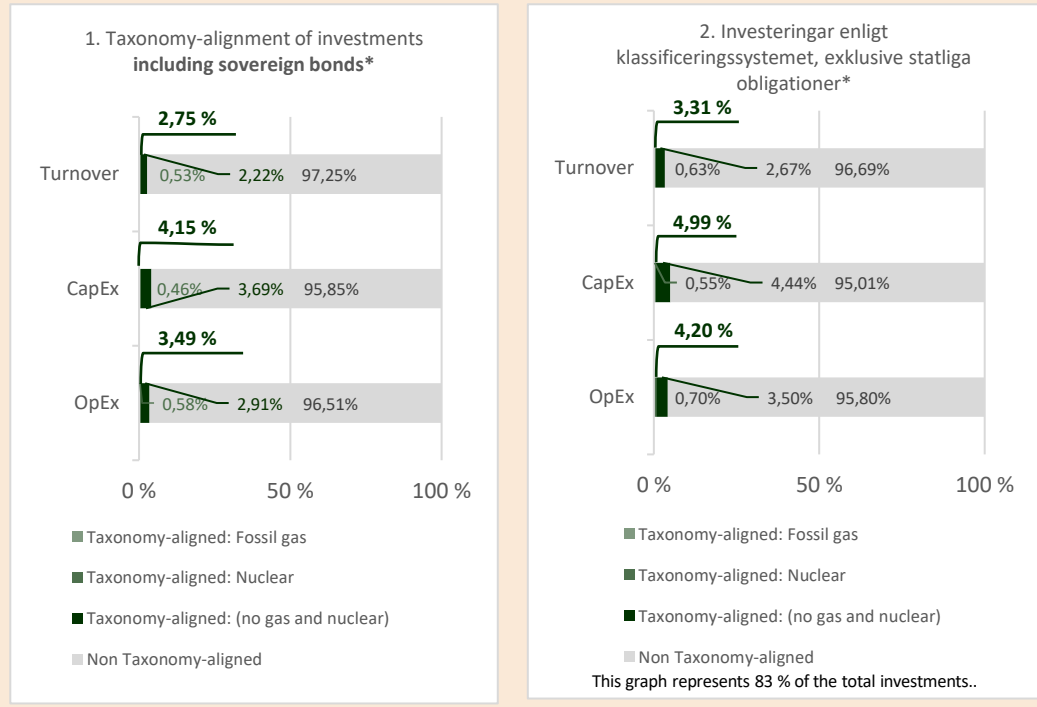 1. Taxonomy-alignment of investments
including sovereign bonds*
2,75 %
Turnover 0,53% 2,22% 97,25%
4,15 %
CapEx 0,46% 3,69% 95,85%
3,49 %
OpEx 0,58% 2,91% 96,51%
0 % 50 % 100 %
Taxonomy-aligned: Fossil gas
Taxonomy-aligned: Nuclear
Taxonomy-aligned: (no gas and nuclear)
Non Taxonomy-aligned
2. Investeringar enligt
klassificeringssystemet, exklusive statliga
obligationer*
3,31 %
Turnover 0,63% 2,67% 96,69%
4,99 %
CapEx 0,55% 4,44% 95,01%
4,20 %
OpEx 0,70% 3,50% 95,80%
0 % 50 % 100 %
Taxonomy-aligned: Fossil gas
Taxonomy-aligned: Nuclear
Taxonomy-aligned: (no gas and nuclear)
Non Taxonomy-aligned
This graph represents 83 % of the total investments..